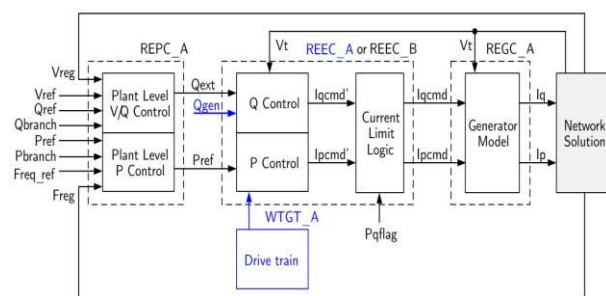 REPC_A
Vt
REEC_A or REEC_B
Vt
REGC_A
Vreg
Vref
Qref
Qbranch
Pref
Pbranch
Freq_ref
Freg
Plant Level
V/Q Control
Plant Level
P Control
Qext
Qgen
Pref
Q Control
P Control
Iqcmd'
Ipcmd'
Current
Limit
Logic
Iqcmd
Ipcmd
Generator
Model
Iq
Ip
Network
Solution
WTGT_A
Drive train
Pqflag